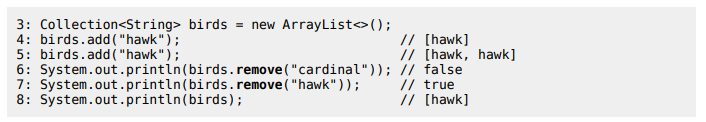 3: Collection<String> birds = new ArrayList<>();
4: birds.add("hawk");                           // [hawk]
5: birds.add("hawk");                           // [hawk, hawk]
6: System.out.println(birds.remove("cardinal")); // false
7: System.out.println(birds.remove("hawk"));     // true
8: System.out.println(birds);                   // [hawk]